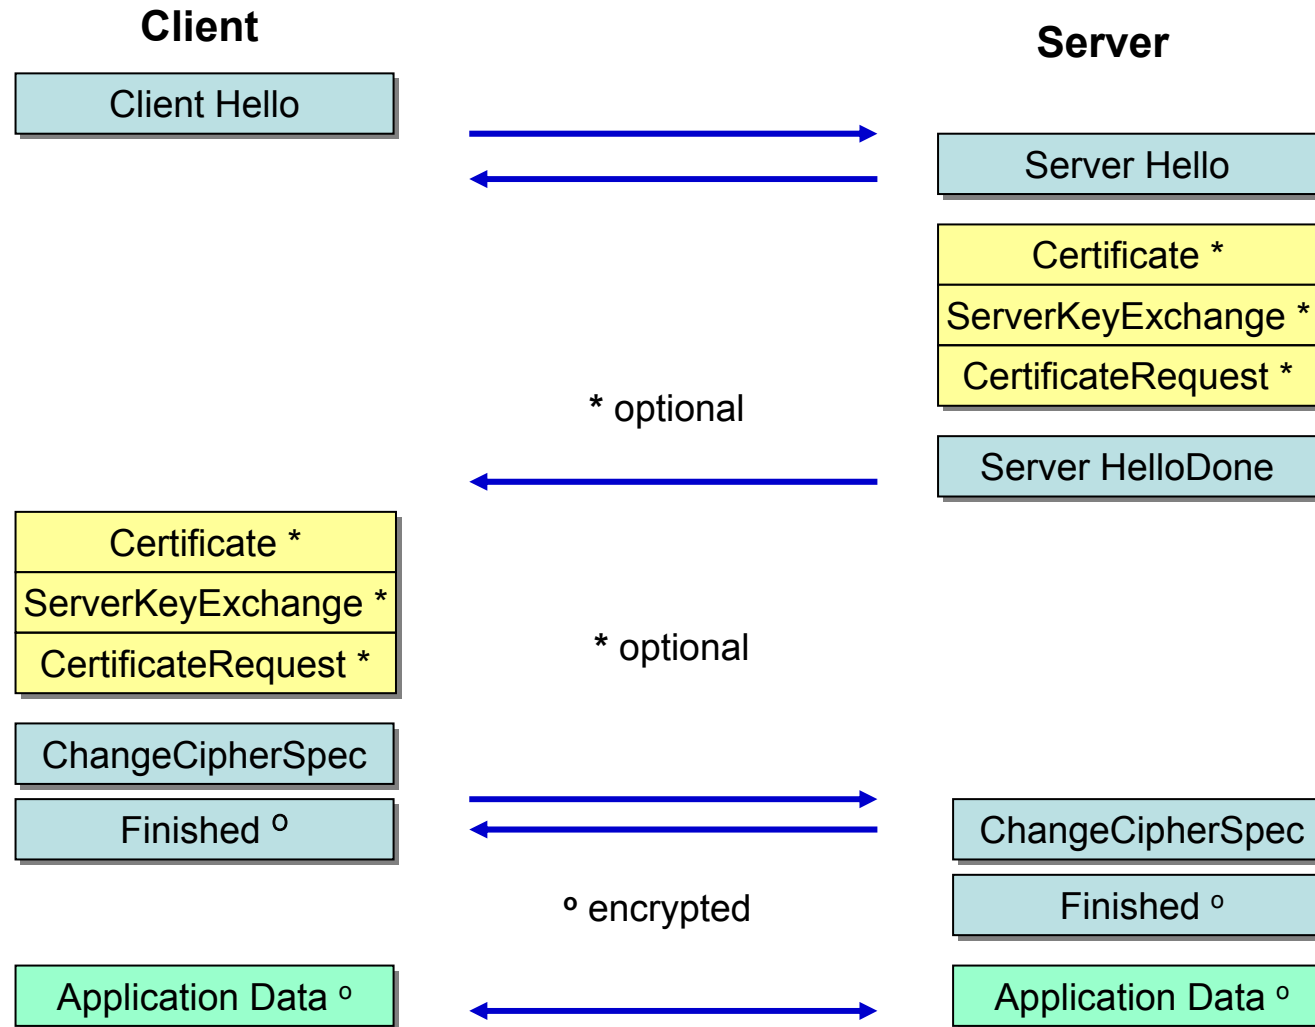 Client
Server
Client Hello
Server Hello
Certificate *
ServerKeyExchange *
CertificateRequest *
* optional
Server HelloDone
Certificate *
ServerKeyExchange *
CertificateRequest *
* optional
ChangeCipherSpec
Finished o
ChangeCipherSpec
o encrypted
Finished o
Application Data o
Application Data o